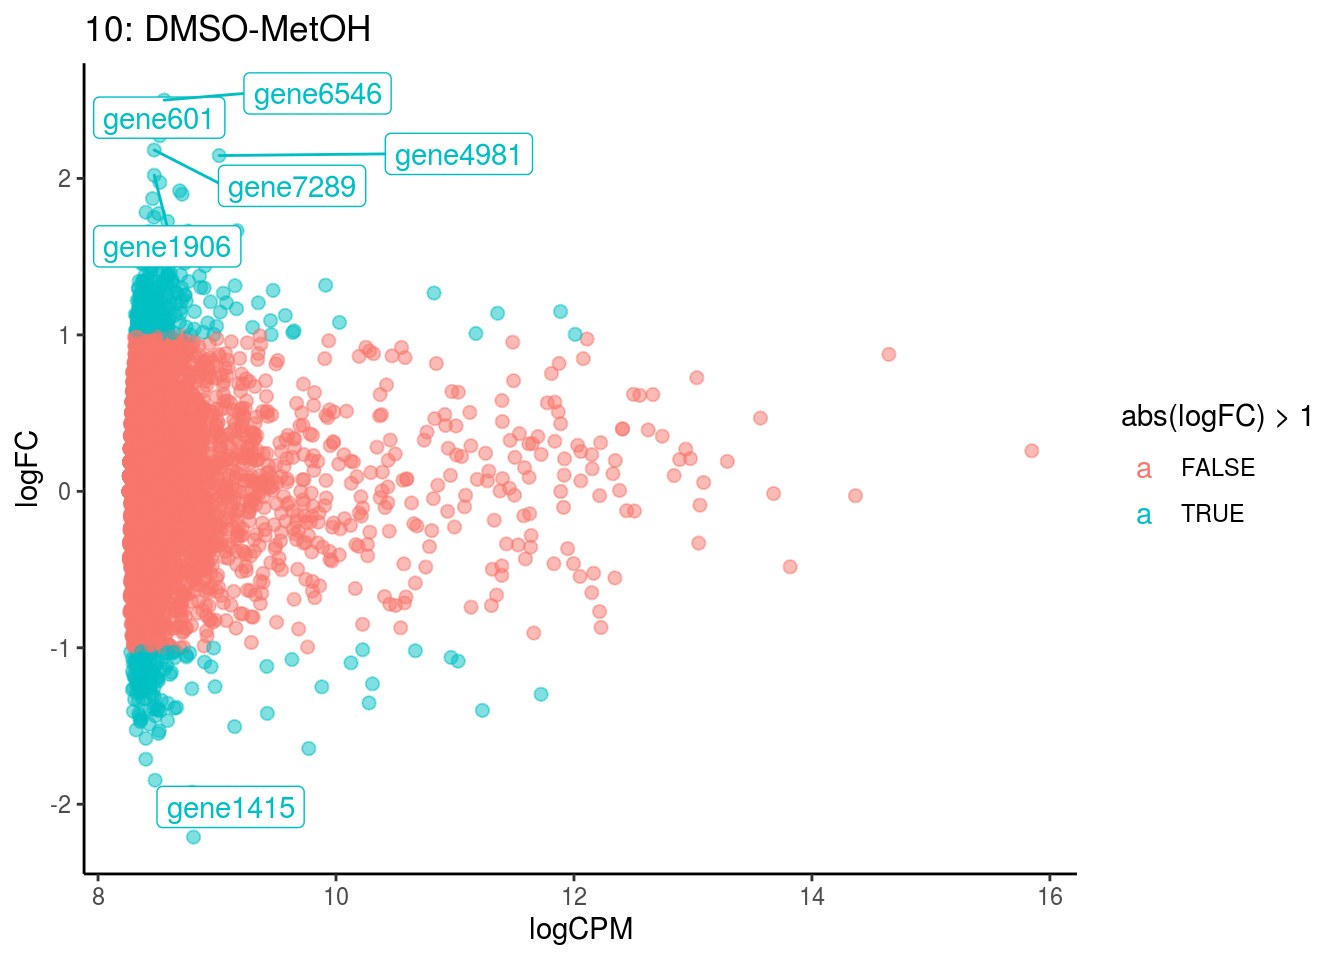 10: DMSO-MetOH
gene6546
gene601
gene4981
gene7289
gene1906
gene1415
2
1
0
-1
-2
logFC
8
10
12
14
16
logCPM
abs(logFC) > 1
a FALSE
a TRUE